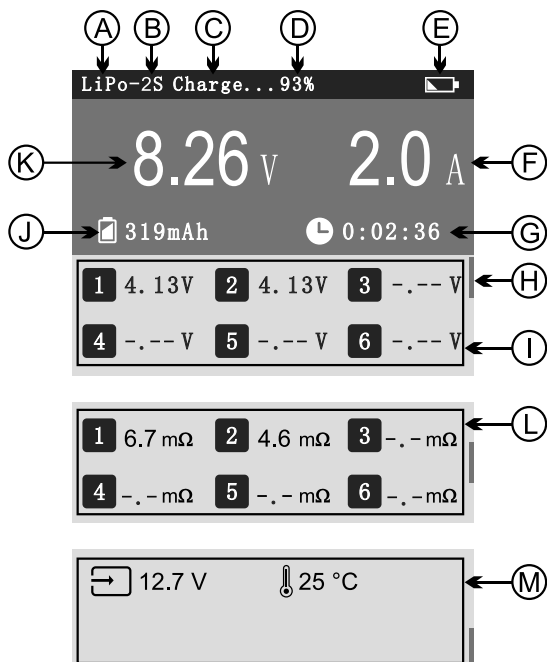 A B C D E
LiPo-2S Charge...93%
K 8.26 V 2.0 A F
J 319mAh 0:02:36 G
1 4.13V 2 4.13V 3 -.-- V H
4 -.-- V 5 -.-- V 6 -.-- V I
1 6.7 mΩ 2 4.6 mΩ 3 -.- mΩ L
4 -.- mΩ 5 -.- mΩ 6 -.- mΩ
12.7 V 25 °C M